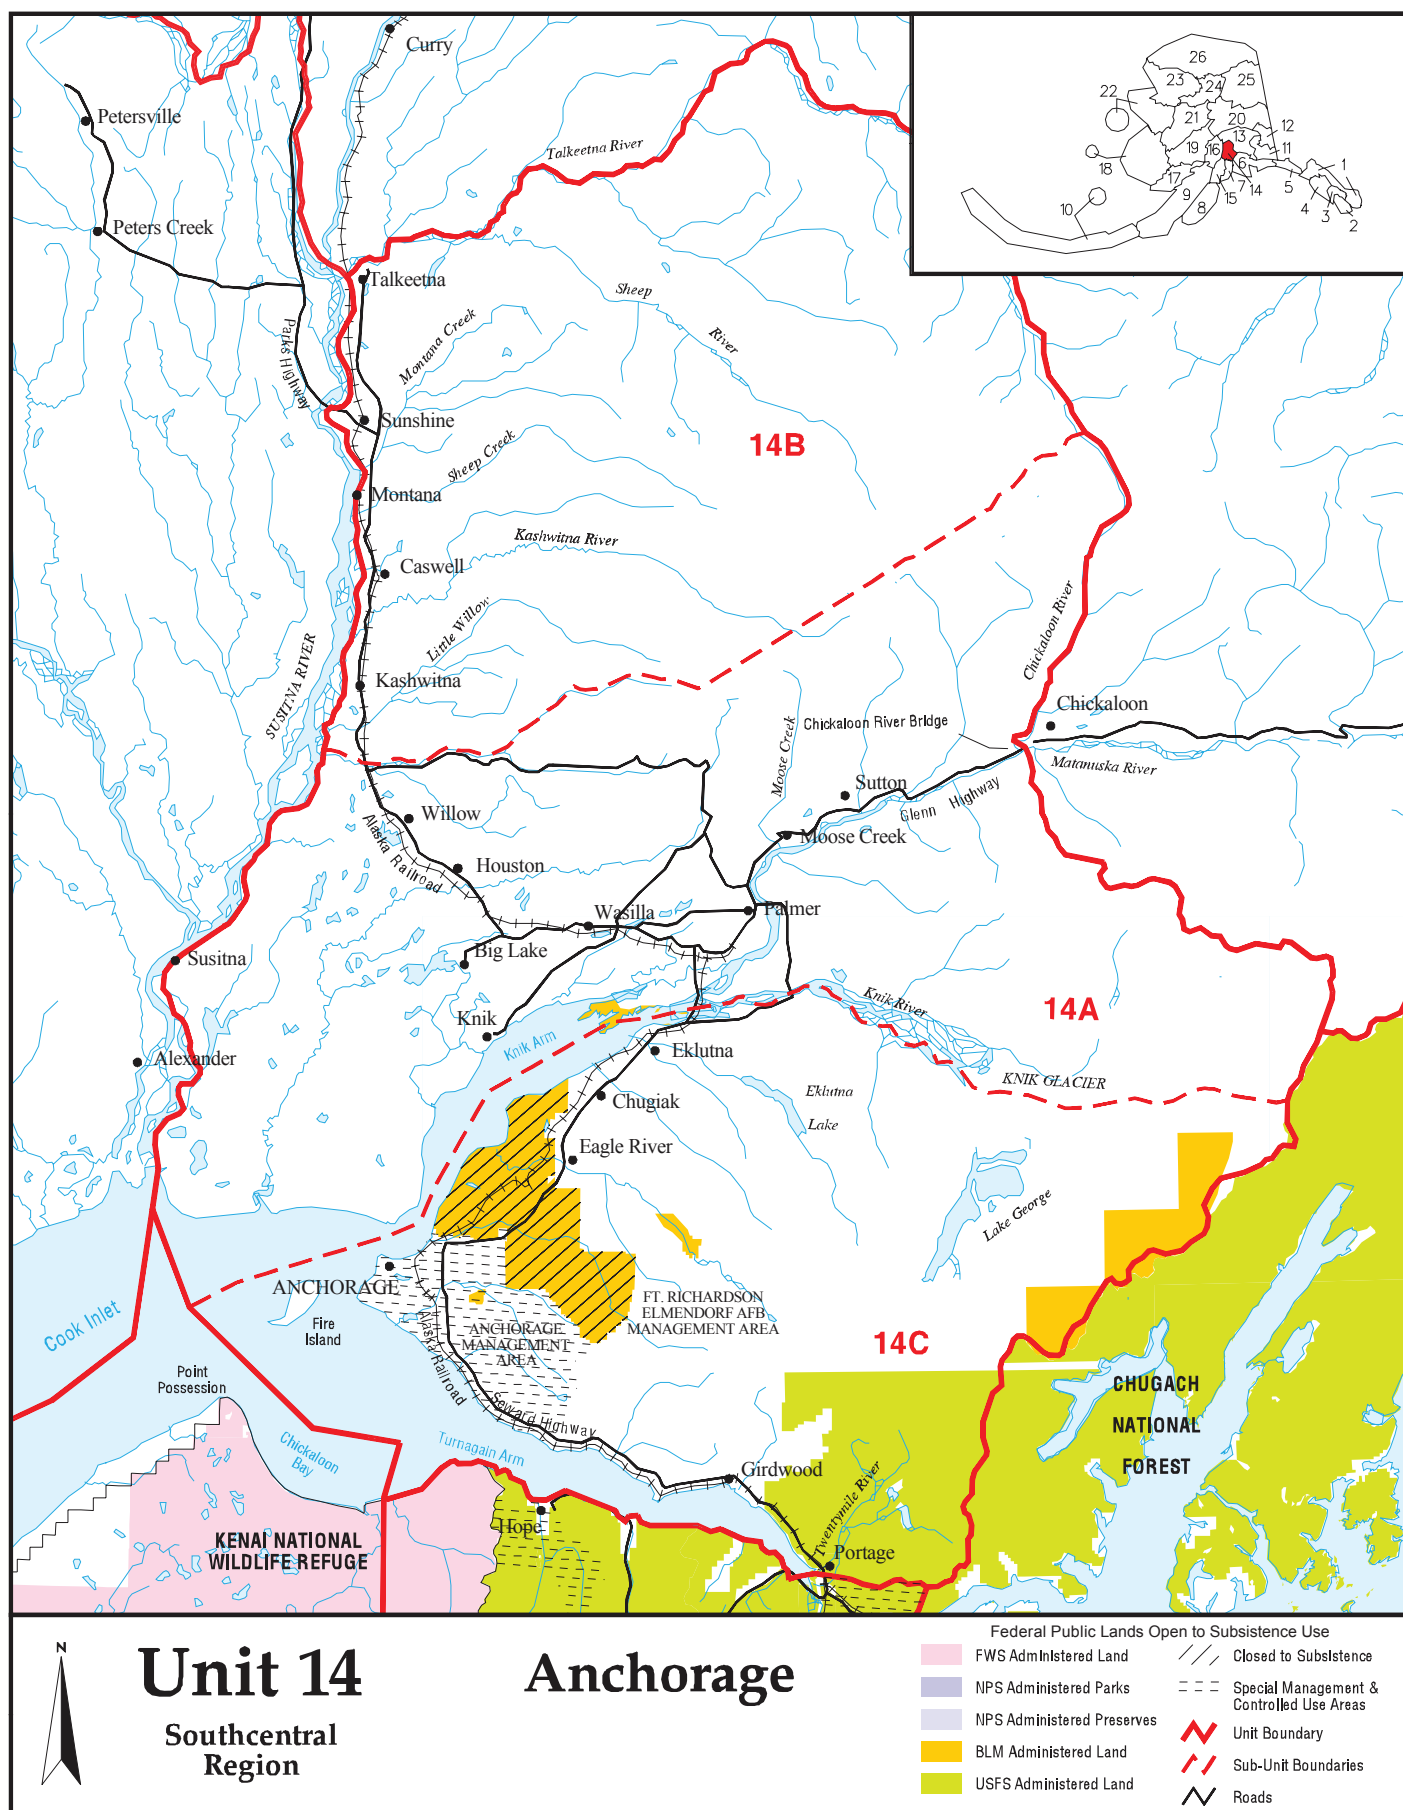 Curry
Petersville
Peters Creek
Talkeetna River
Talkeetna
Sheep
River
Parks Highway
Montana Creek
Sunshine
14B
Sheep Creek
Montana
Kashwitna River
Caswell
Little Willow
SUSITNA RIVER
Kashwitna
Chickaloon River
Chickaloon
Chickaloon River Bridge
Moose Creek
Matanuska River
Sutton
Glenn Highway
Willow
Moose Creek
Alaska Railroad
Houston
Wasilla
Palmer
Big Lake
Susitna
Knik River
14A
Knik
Knik Arm
Eklutna
Alexander
KNIK GLACIER
Eklutna
Lake
Chugiak
Eagle River
Lake George
ANCHORAGE
Fire
Island
Cook Inlet
FT. RICHARDSON
ELMENDORF AFB
MANAGEMENT AREA
ANCHORAGE
MANAGEMENT
AREA
Alaska Railroad
14C
Point
Possession
CHUGACH
NATIONAL
FOREST
Seward Highway
Chickaloon
Bay
Turnagain Arm
Girdwood
Twentymile River
Hope
Portage
KENAI NATIONAL
WILDLIFE REFUGE
26
23
24
25
22
21
20
12
13
11
19
16
18
17
6
9
15
7
14
5
1
10
8
4
3
2
N
Unit 14
Southcentral
Region
Anchorage
Federal Public Lands Open to Subsistence Use
FWS Administered Land
NPS Administered Parks
NPS Administered Preserves
BLM Administered Land
USFS Administered Land
Closed to Subsistence
Special Management &
Controlled Use Areas
Unit Boundary
Sub-Unit Boundaries
Roads